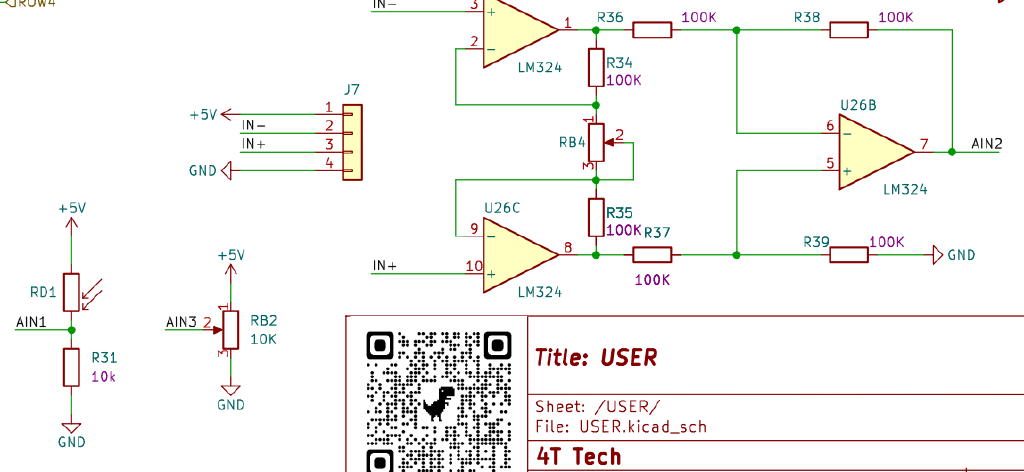 ROW4
IN-
3
+
1
2
-
LM324
R36
100K
R38
100K
R34
100K
J7
+5V
1
IN-
2
IN+
3
GND
4
RB4
1
2
3
U26B
6
-
5
+
7
AIN2
LM324
+5V
RD1
AIN1
R31
10k
GND
+5V
1
AIN3
2
RB2
10K
3
GND
U26C
9
-
10
+
8
IN+
LM324
R35
100K
R37
100K
R39
100K
GND
Title: USER
Sheet: /USER/
File: USER.kicad_sch
4T Tech